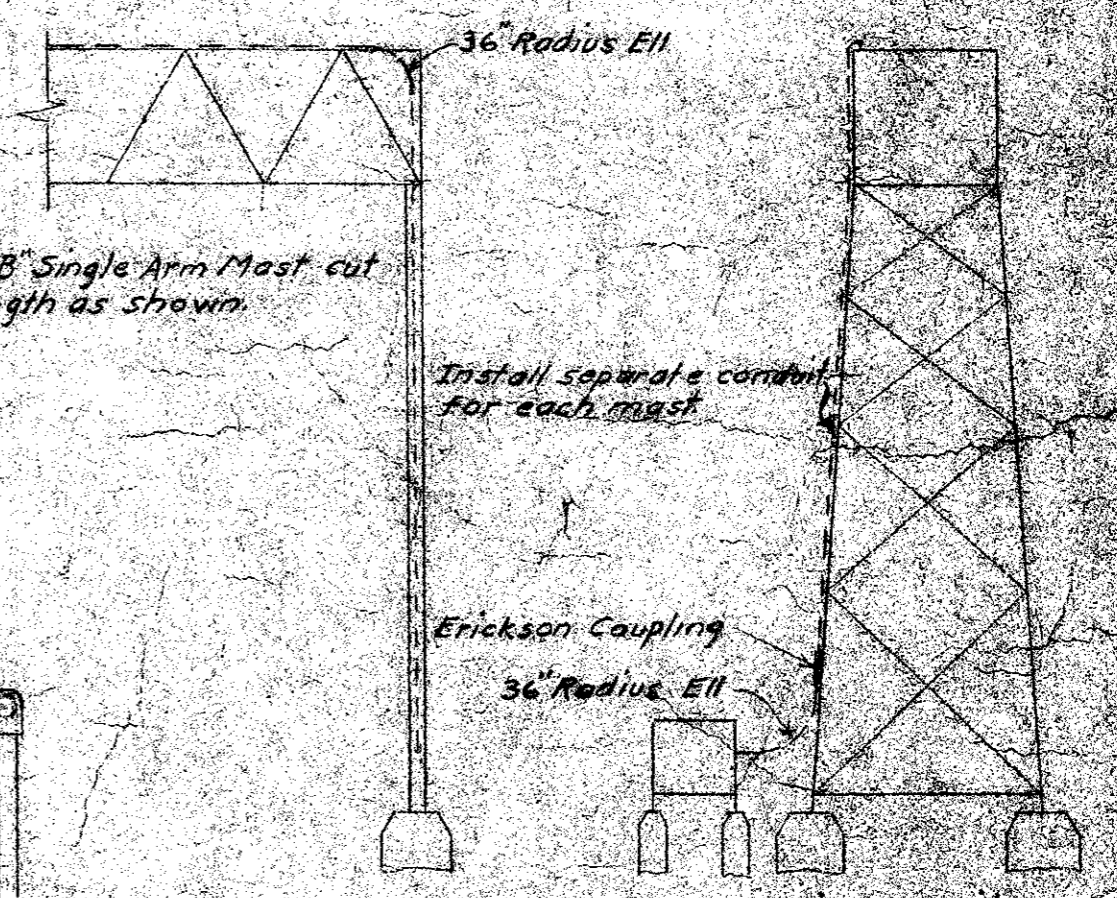 36" Radius Ell
B" Single Arm Mast cut
gth as shown.
Install separate conduit
for each mast
Erickson Coupling
36" Radius Ell